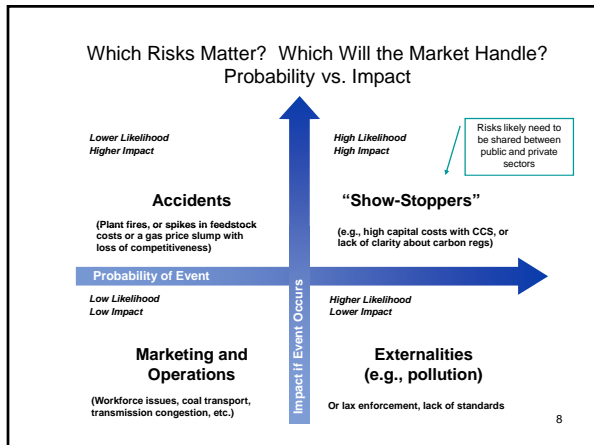 Which Risks Matter? Which Will the Market Handle?
Probability vs. Impact
Lower Likelihood
Higher Impact
High Likelihood
High Impact
Risks likely need to
be shared between
public and private
sectors
Accidents
(Plant fires, or spikes in feedstock
costs or a gas price slump with
loss of competitiveness)
“Show-Stoppers”
(e.g., high capital costs with CCS, or
lack of clarity about carbon regs)
Probability of Event
Impact if Event Occurs
Low Likelihood
Low Impact
Higher Likelihood
Lower Impact
Marketing and
Operations
(Workforce issues, coal transport,
transmission congestion, etc.)
Externalities
(e.g., pollution)
Or lax enforcement, lack of standards
8